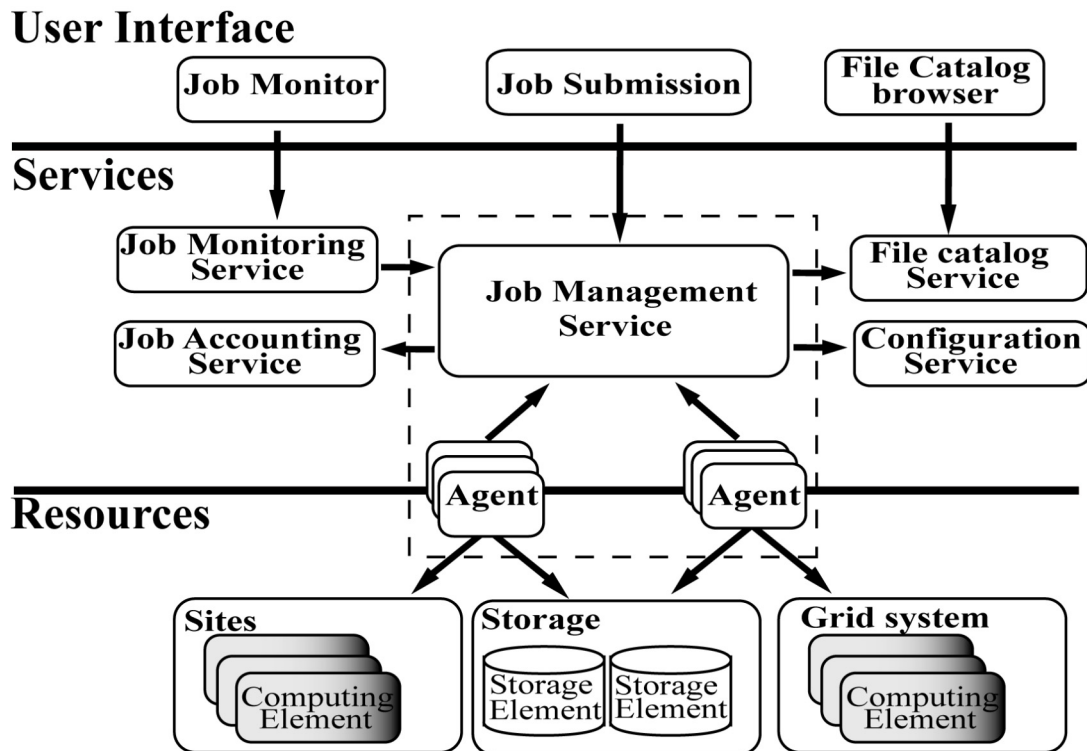 User Interface
Job Monitor
Job Submission
File Catalog
browser
Services
Job Monitoring
Service
Job Management
Service
File catalog
Service
Job Accounting
Service
Configuration
Service
Agent
Agent
Resources
Sites
Computing
Element
Storage
Storage
Element
Storage
Element
Grid system
Computing
Element